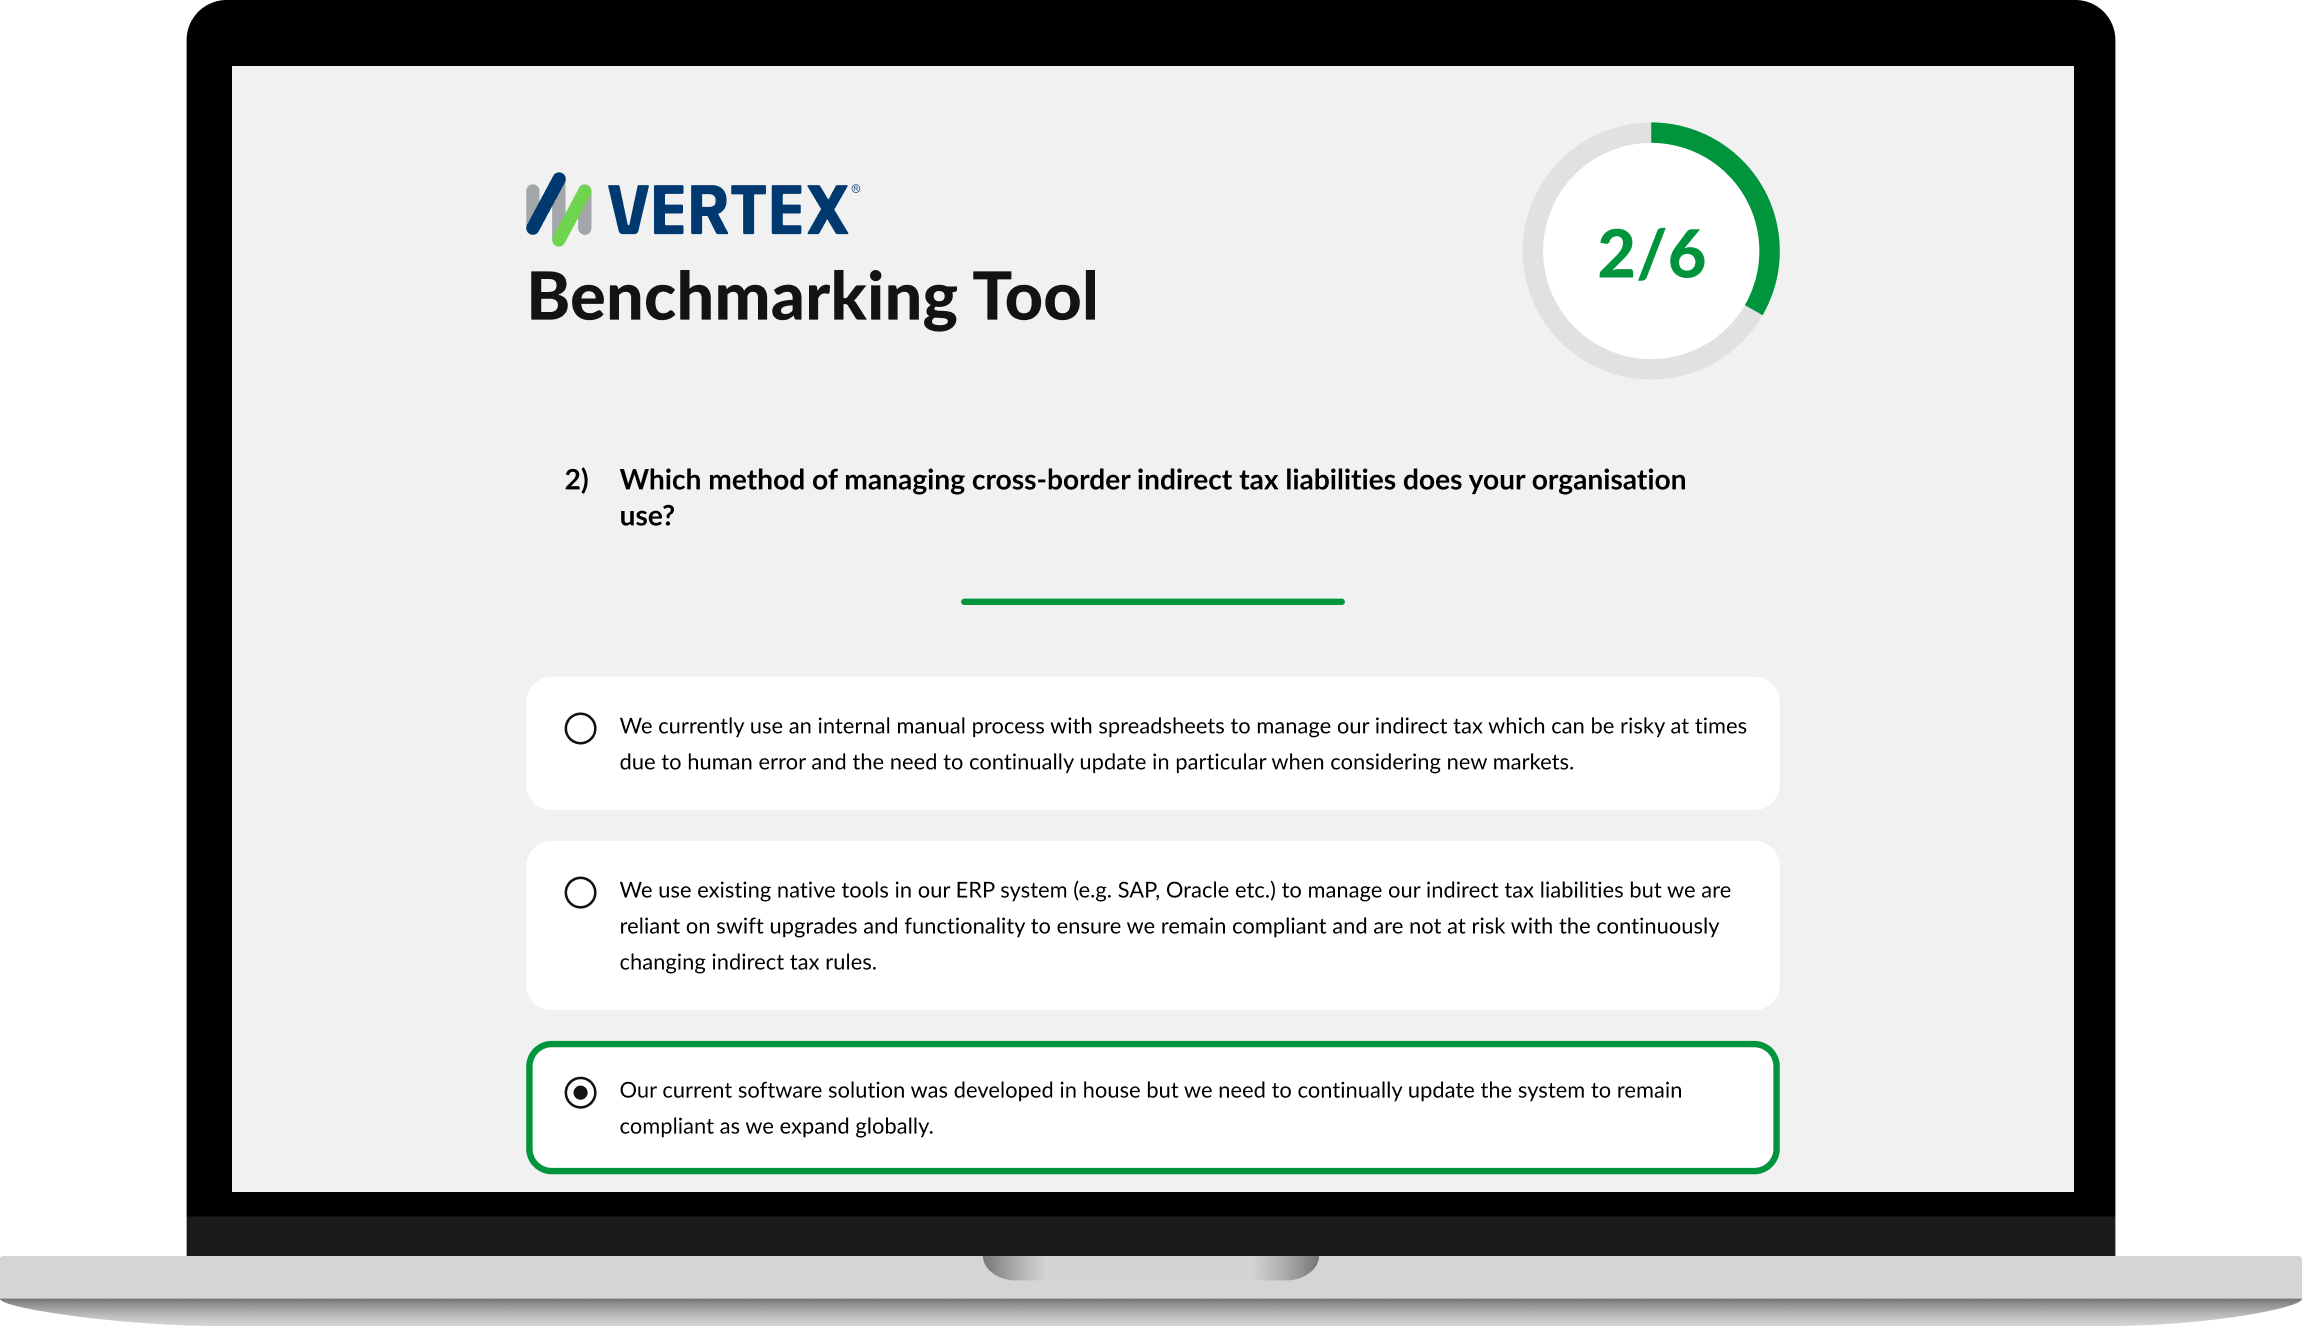 VERTEX®
Benchmarking Tool
2/6
2) Which method of managing cross-border indirect tax liabilities does your organisation
use?
We currently use an internal manual process with spreadsheets to manage our indirect tax which can be risky at times
due to human error and the need to continually update in particular when considering new markets.
We use existing native tools in our ERP system (e.g. SAP, Oracle etc.) to manage our indirect tax liabilities but we are
reliant on swift upgrades and functionality to ensure we remain compliant and are not at risk with the continuously
changing indirect tax rules.
Our current software solution was developed in house but we need to continually update the system to remain
compliant as we expand globally.